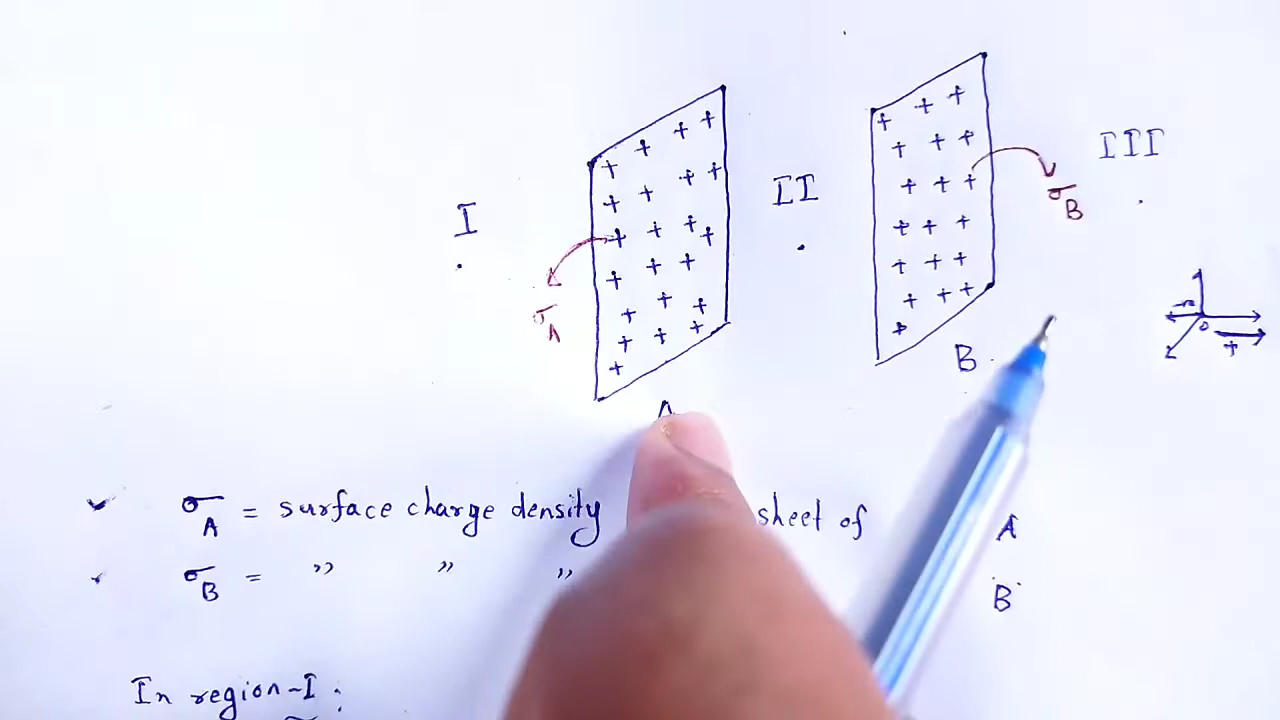 I
II
III
σA
σB
A
B
-
o
+
σA = surface charge density sheet of A
σB = ,, ,, ,, B
In region-I :